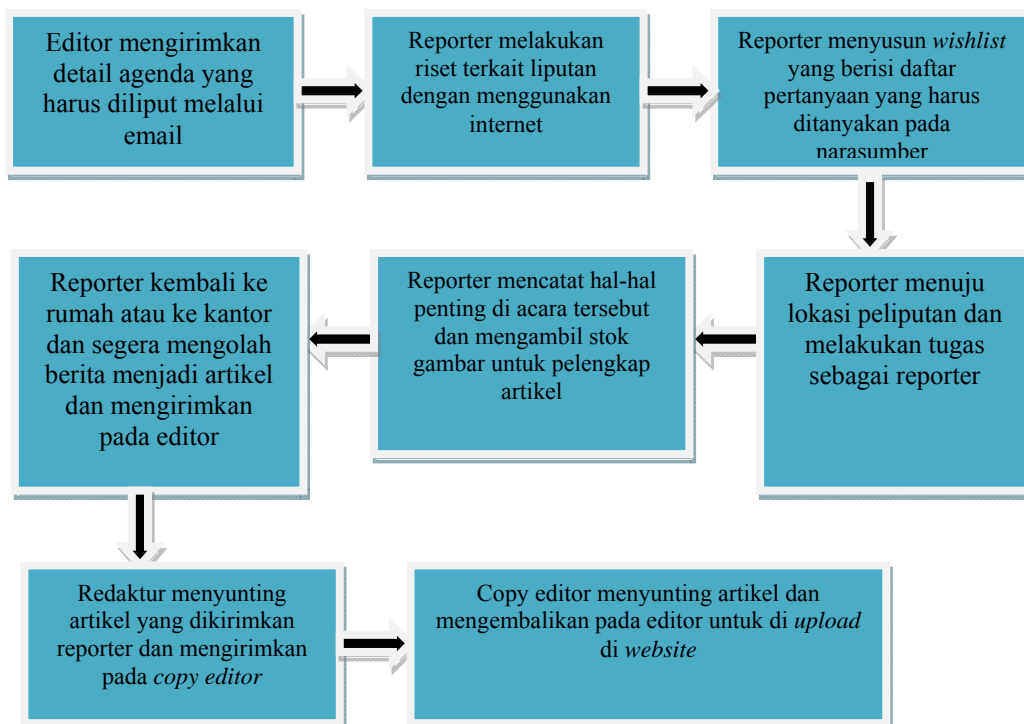 Editor mengirimkan
detail agenda yang
harus diliput melalui
email
Reporter melakukan
riset terkait liputan
dengan menggunakan
internet
Reporter menyusun wishlist
yang berisi daftar
pertanyaan yang harus
ditanyakan pada
narasumber
Reporter menuju
lokasi peliputan dan
melakukan tugas
sebagai reporter
Reporter mencatat hal-hal
penting di acara tersebut
dan mengambil stok
gambar untuk pelengkap
artikel
Reporter kembali ke
rumah atau ke kantor
dan segera mengolah
berita menjadi artikel
dan mengirimkan
pada editor
Redaktur menyunting
artikel yang dikirimkan
reporter dan mengirimkan
pada copy editor
Copy editor menyunting artikel dan
mengembalikan pada editor untuk di upload
di website